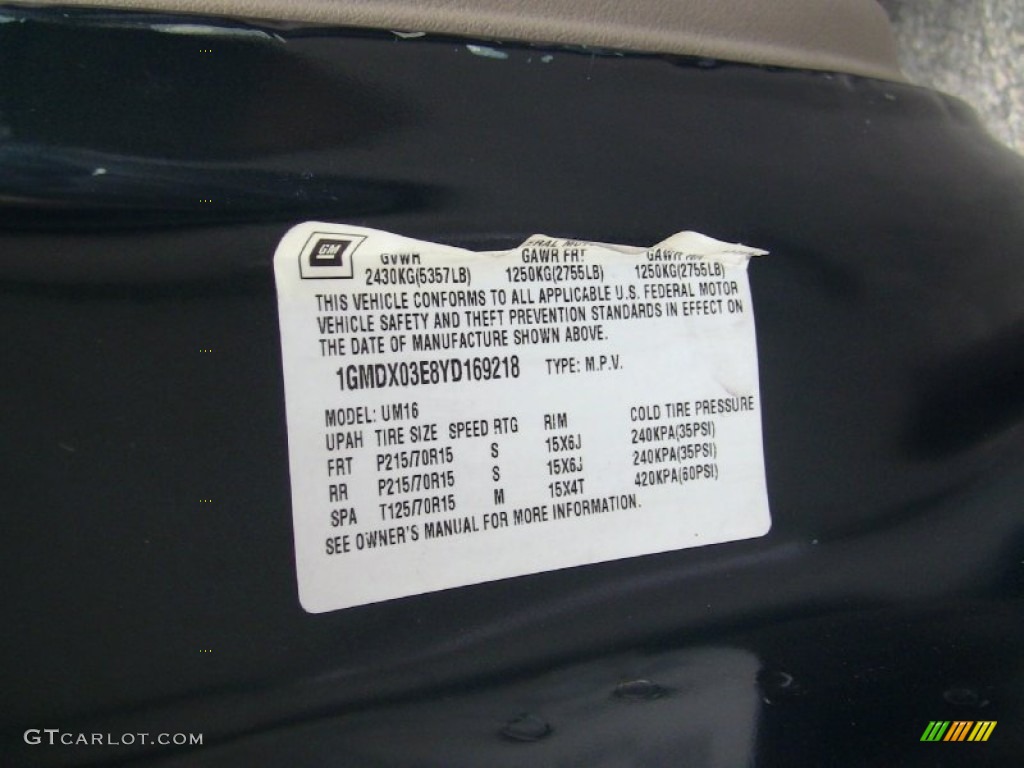 GM
GVWR GAWR FRT GAWR
2430KG(5357LB) 1250KG(2755LB) 1250KG(2755LB)
THIS VEHICLE CONFORMS TO ALL APPLICABLE U.S. FEDERAL MOTOR
VEHICLE SAFETY AND THEFT PREVENTION STANDARDS IN EFFECT ON
THE DATE OF MANUFACTURE SHOWN ABOVE.
1GMDX03E8YD169218 TYPE: M.P.V.
MODEL: UM16
UPAH TIRE SIZE SPEED RTG RIM COLD TIRE PRESSURE
FRT P215/70R15 S 15X6J 240KPA(35PSI)
RR P215/70R15 S 15X6J 240KPA(35PSI)
SPA T125/70R15 M 15X4T 420KPA(60PSI)
SEE OWNER'S MANUAL FOR MORE INFORMATION.
GTCARLOT.COM